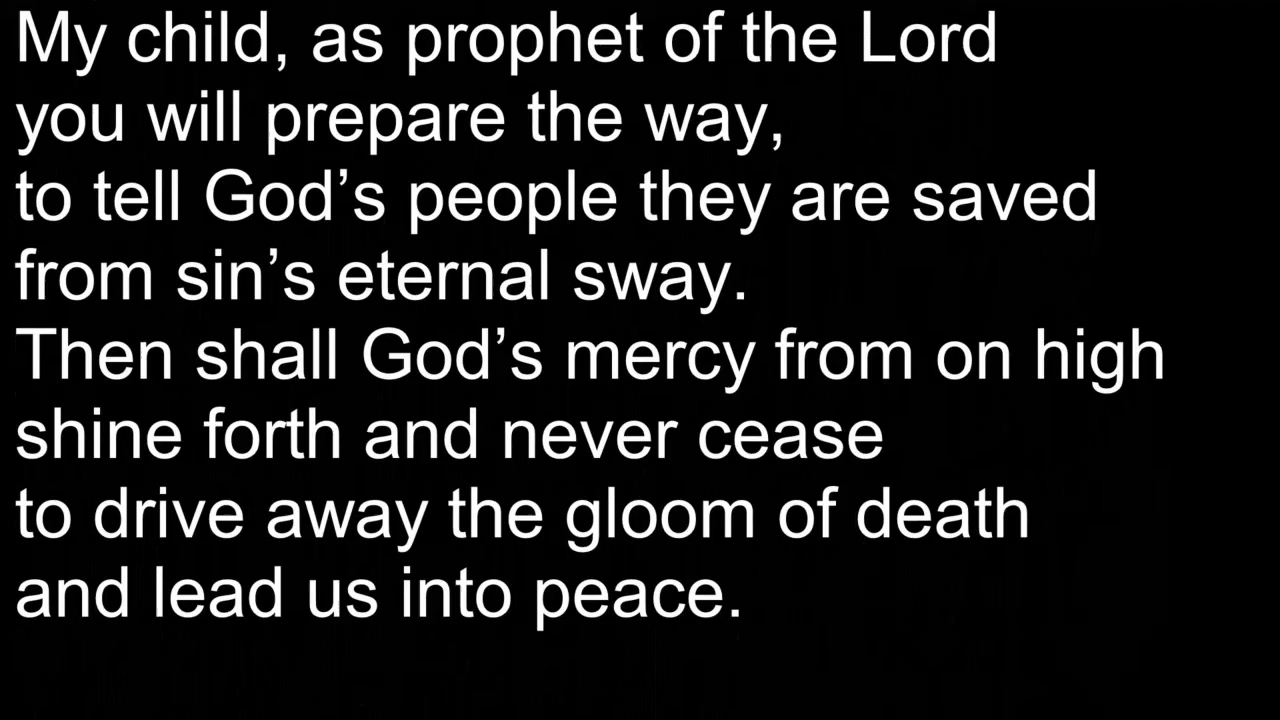 My child, as prophet of the Lord
you will prepare the way,
to tell God’s people they are saved
from sin’s eternal sway.
Then shall God’s mercy from on high
shine forth and never cease
to drive away the gloom of death
and lead us into peace.